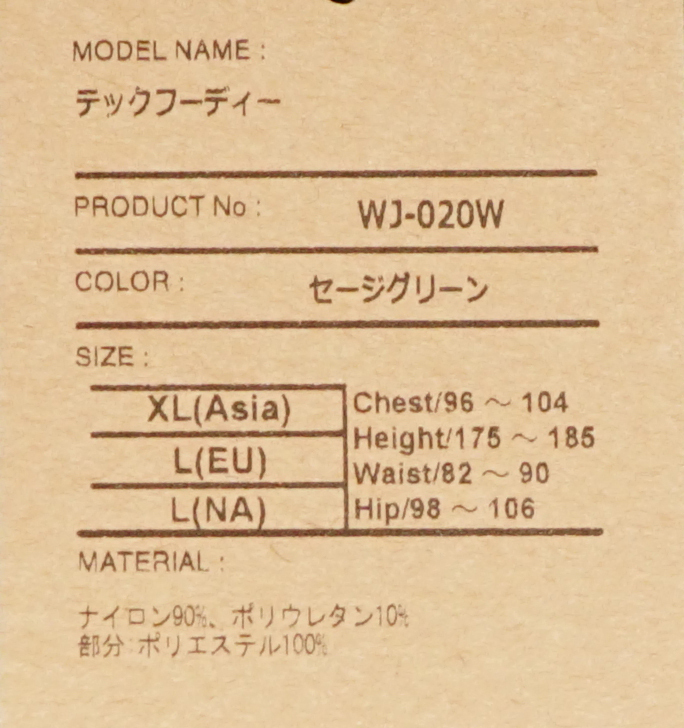 MODEL NAME :
テックフーディー
PRODUCT No : WJ-020W
COLOR : セージグリーン
SIZE :
XL(Asia)
L(EU)
L(NA)
Chest/96 ～ 104
Height/175 ～ 185
Waist/82 ～ 90
Hip/98 ～ 106
MATERIAL :
ナイロン90%、ポリウレタン10%
部分:ポリエステル100%